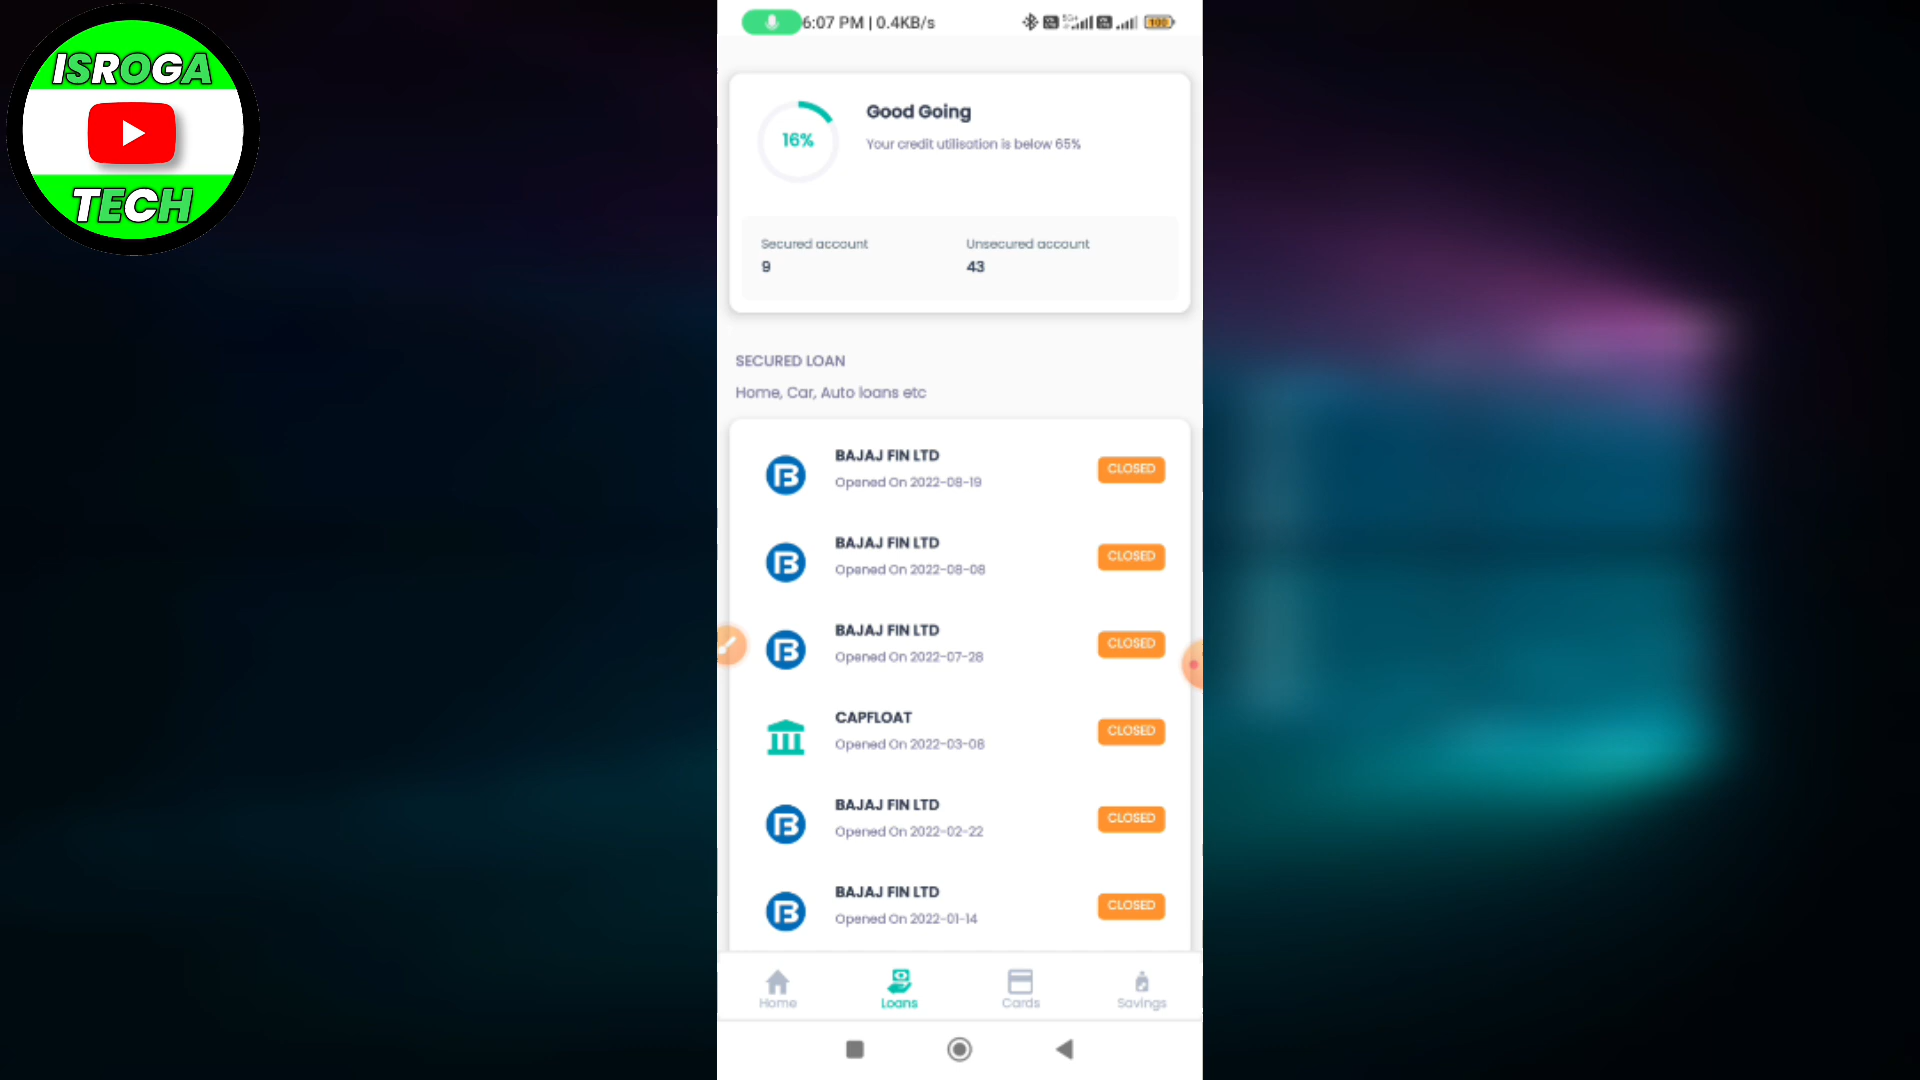 ISROGA
TECH
6:07 PM | 0.4KB/s
100
16%
Good Going
Your credit utilisation is below 65%
Secured account
9
Unsecured account
43
SECURED LOAN
Home, Car, Auto loans etc
BAJAJ FIN LTD
Opened On 2022-08-19
CLOSED
BAJAJ FIN LTD
Opened On 2022-08-08
CLOSED
BAJAJ FIN LTD
Opened On 2022-07-28
CLOSED
CAPFLOAT
Opened On 2022-03-08
CLOSED
BAJAJ FIN LTD
Opened On 2022-02-22
CLOSED
BAJAJ FIN LTD
Opened On 2022-01-14
CLOSED
Home
Loans
Cards
Savings